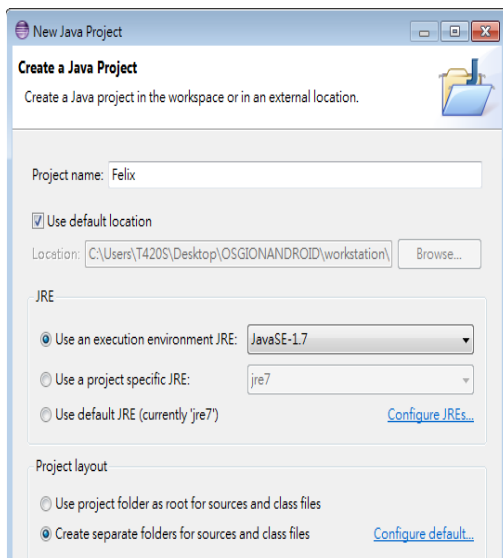 New Java Project
Create a Java Project
Create a Java project in the workspace or in an external location.
Project name: Felix
Use default location
Location: C:\Users\T420S\Desktop\OSGIONANDROID\workstation\ Browse...
JRE
Use an execution environment JRE: JavaSE-1.7
Use a project specific JRE: jre7
Use default JRE (currently 'jre7') Configure JREs...
Project layout
Use project folder as root for sources and class files
Create separate folders for sources and class files Configure default...